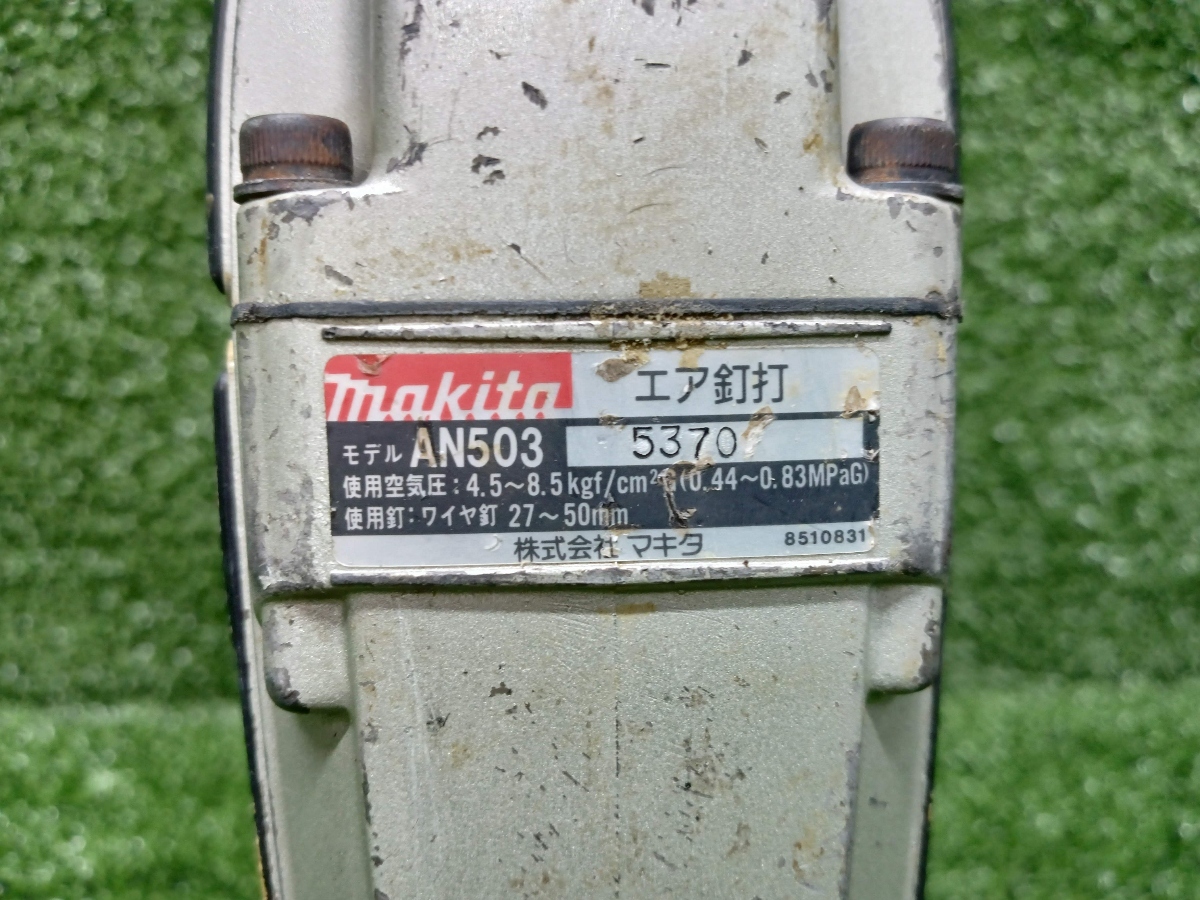 makita エア釘打
モデル AN503 5370
使用空気圧:4.5～8.5kgf/cm²G(0.44～0.83MPaG)
使用釘:ワイヤ釘 27～50mm
株式会社 マキタ 8510831